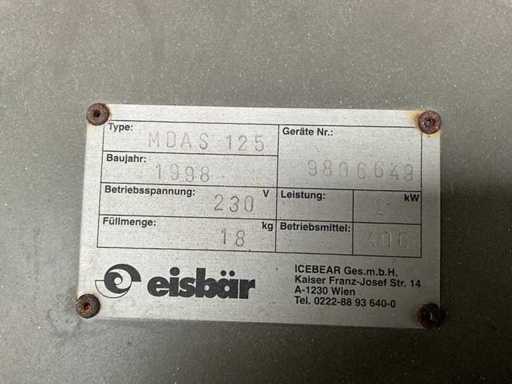 Type: MDAS 125 Geräte Nr.: 9806649
Baujahr: 1998
Betriebsspannung: 230 V Leistung: kW
Füllmenge: 18 kg Betriebsmittel:
eisbär
ICEBEAR Ges.m.b.H.
Kaiser Franz-Josef Str. 14
A-1230 Wien
Tel. 0222-88 93 640-0